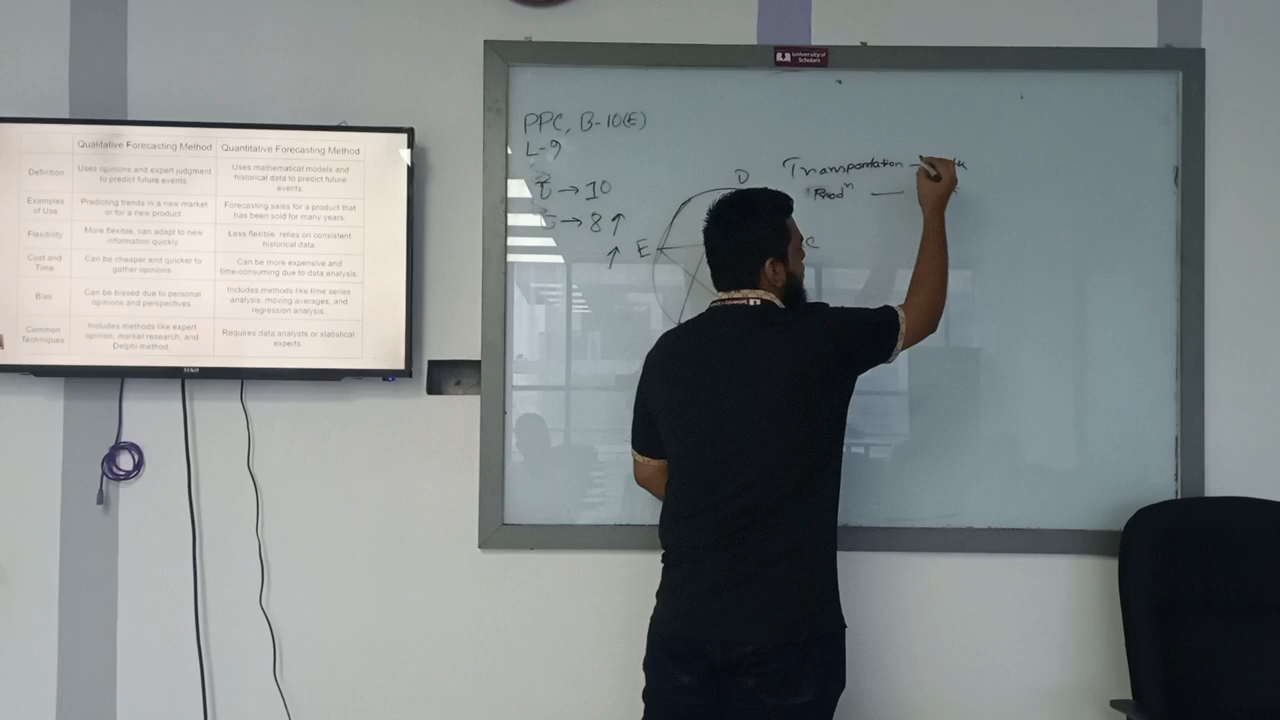 Qualitative Forecasting Method Quantitative Forecasting Method
Definition
Uses opinions and expert judgment
to predict future events.
Uses mathematical models and
historical data to predict future
events.
Examples
of Use
Predicting trends in a new market
or for a new product.
Forecasting sales for a product that
has been sold for many years.
Flexibility
More flexible, can adapt to new
information quickly.
Less flexible, relies on consistent
historical data.
Cost and
Time
Can be cheaper and quicker to
gather opinions.
Can be more expensive and
time-consuming due to data analysis.
Bias
Can be biased due to personal
opinions and perspectives.
Includes methods like time series
analysis, moving averages, and
regression analysis.
Common
Techniques
Includes methods like expert
opinion, market research, and
Delphi method.
Requires data analysts or statistical
experts.
University of
Scholars
PPC, B-10(E)
L-9
→ 10
→ 8 ↑
↑ E
D
C
Transportation —
Prodⁿ —